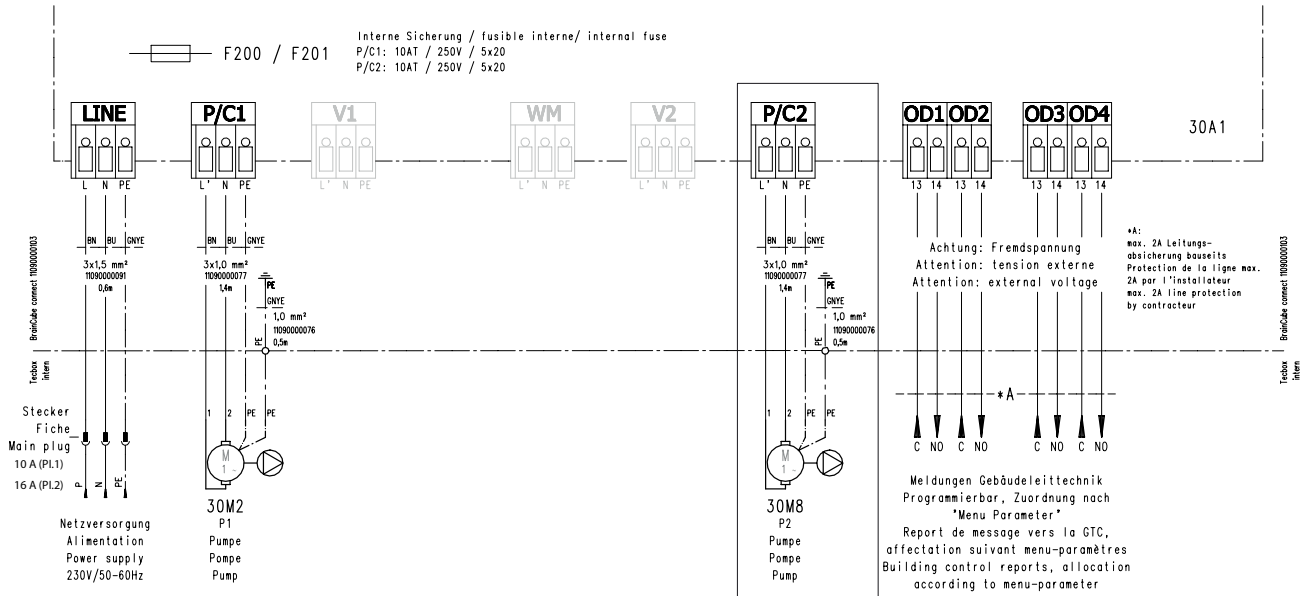 F200 / F201
Interne Sicherung / fusible interne/ internal fuse
P/C1: 10AT / 250V / 5x20
P/C2: 10AT / 250V / 5x20
LINE
P/C1
V1
WM
V2
P/C2
OD1 OD2
OD3 OD4
30A1
L N PE
L' N PE
L' N PE
L' N PE
L' N PE
L' N PE
13 14 13 14
13 14 13 14
BN BU GNYE
3x1,5 mm²
11090000091
0,6m
BN BU GNYE
3x1,0 mm²
11090000077
1,4m
PE
GNYE
1,0 mm²
11090000076
0,5m
PE
BN BU GNYE
3x1,0 mm²
11090000077
1,4m
PE
GNYE
1,0 mm²
11090000076
0,5m
PE
Achtung: Fremdspannung
Attention: tension externe
Attention: external voltage
*A:
max. 2A Leitungs-
absicherung bauseits
Protection de la ligne max.
2A par l'installateur
max. 2A line protection
by contracteur
BrainCube connect 11090000103
Tecbox
intern
BrainCube connect 11090000103
Tecbox
intern
Stecker
Fiche
Main plug
10 A (Pl.1)
16 A (Pl.2)
P N PE
Netzversorgung
Alimentation
Power supply
230V/50-60Hz
1 2 PE PE
M
1 ~
30M2
P1
Pumpe
Pompe
Pump
1 2 PE PE
M
1 ~
30M8
P2
Pumpe
Pompe
Pump
*A
C NO C NO
C NO C NO
Meldungen Gebäudeleittechnik
Programmierbar, Zuordnung nach
"Menu Parameter"
Report de message vers la GTC,
affectation suivant menu-paramètres
Building control reports, allocation
according to menu-parameter